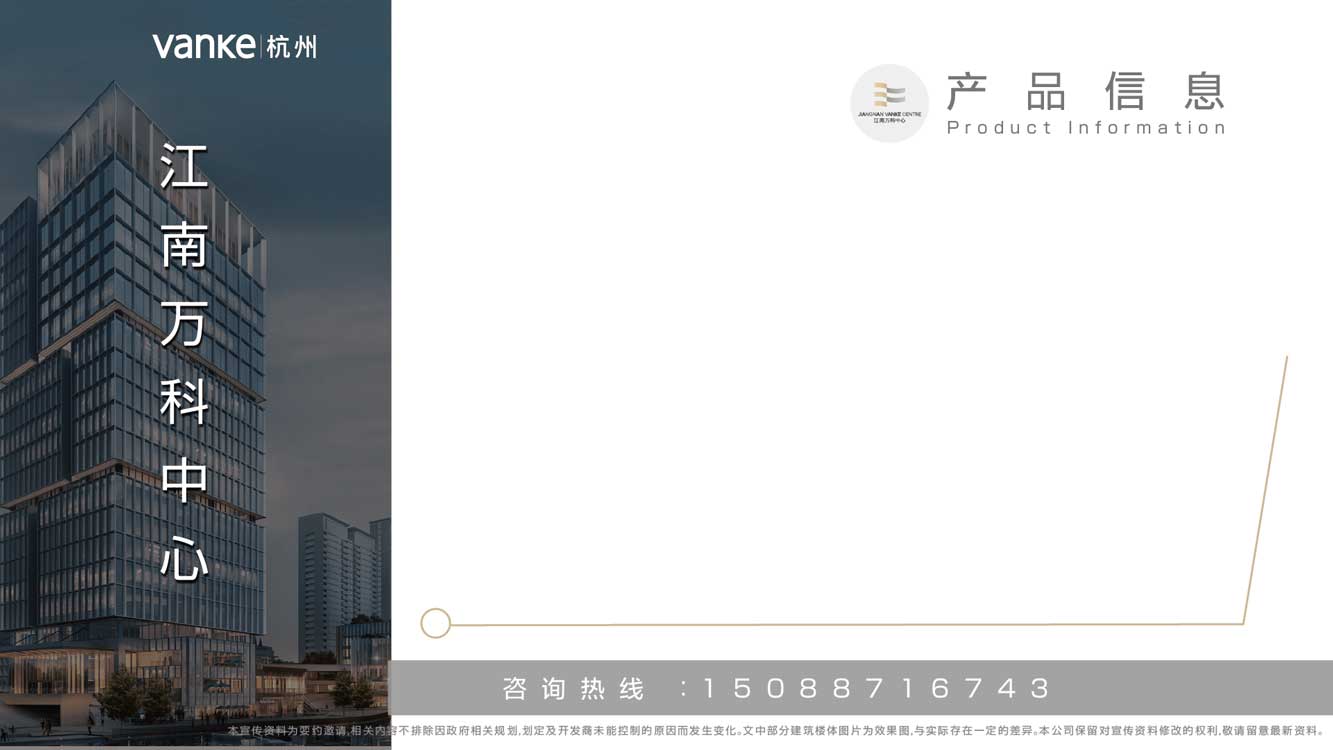 vanke 杭州
江南万科中心
JIANGNAN VANKE CENTRE
江南万科中心
产品信息
Product Information
咨询热线 :15088716743
本宣传资料为要约邀请,相关内容不排除因政府相关规划,划定及开发商未能控制的原因而发生变化。文中部分建筑楼体图片为效果图,与实际存在一定的差异。本公司保留对宣传资料修改的权利,敬请留意最新资料。